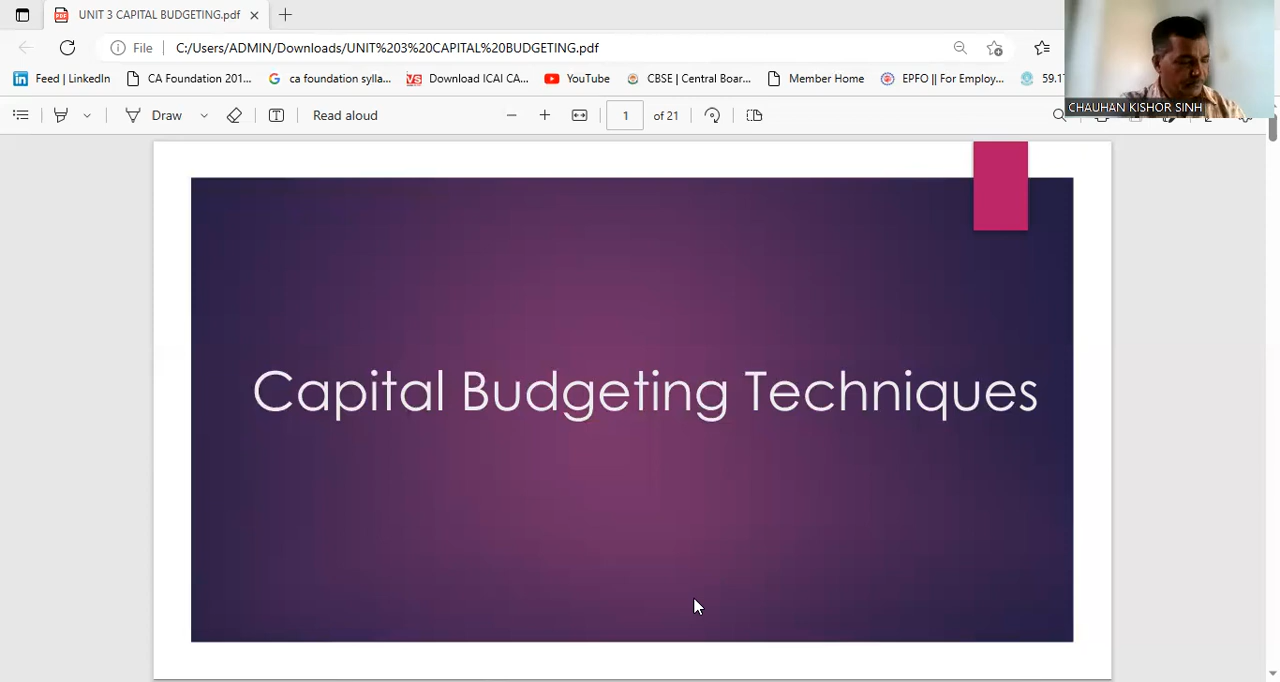 UNIT 3 CAPITAL BUDGETING.pdf
File
C:/Users/ADMIN/Downloads/UNIT%203%20CAPITAL%20BUDGETING.pdf
Feed | LinkedIn
CA Foundation 201...
ca foundation sylla...
Download ICAI CA...
YouTube
CBSE | Central Boar...
Member Home
EPFO || For Employ...
59.1
CHAUHAN KISHOR SINH
Draw
Read aloud
1
of 21
Capital Budgeting Techniques